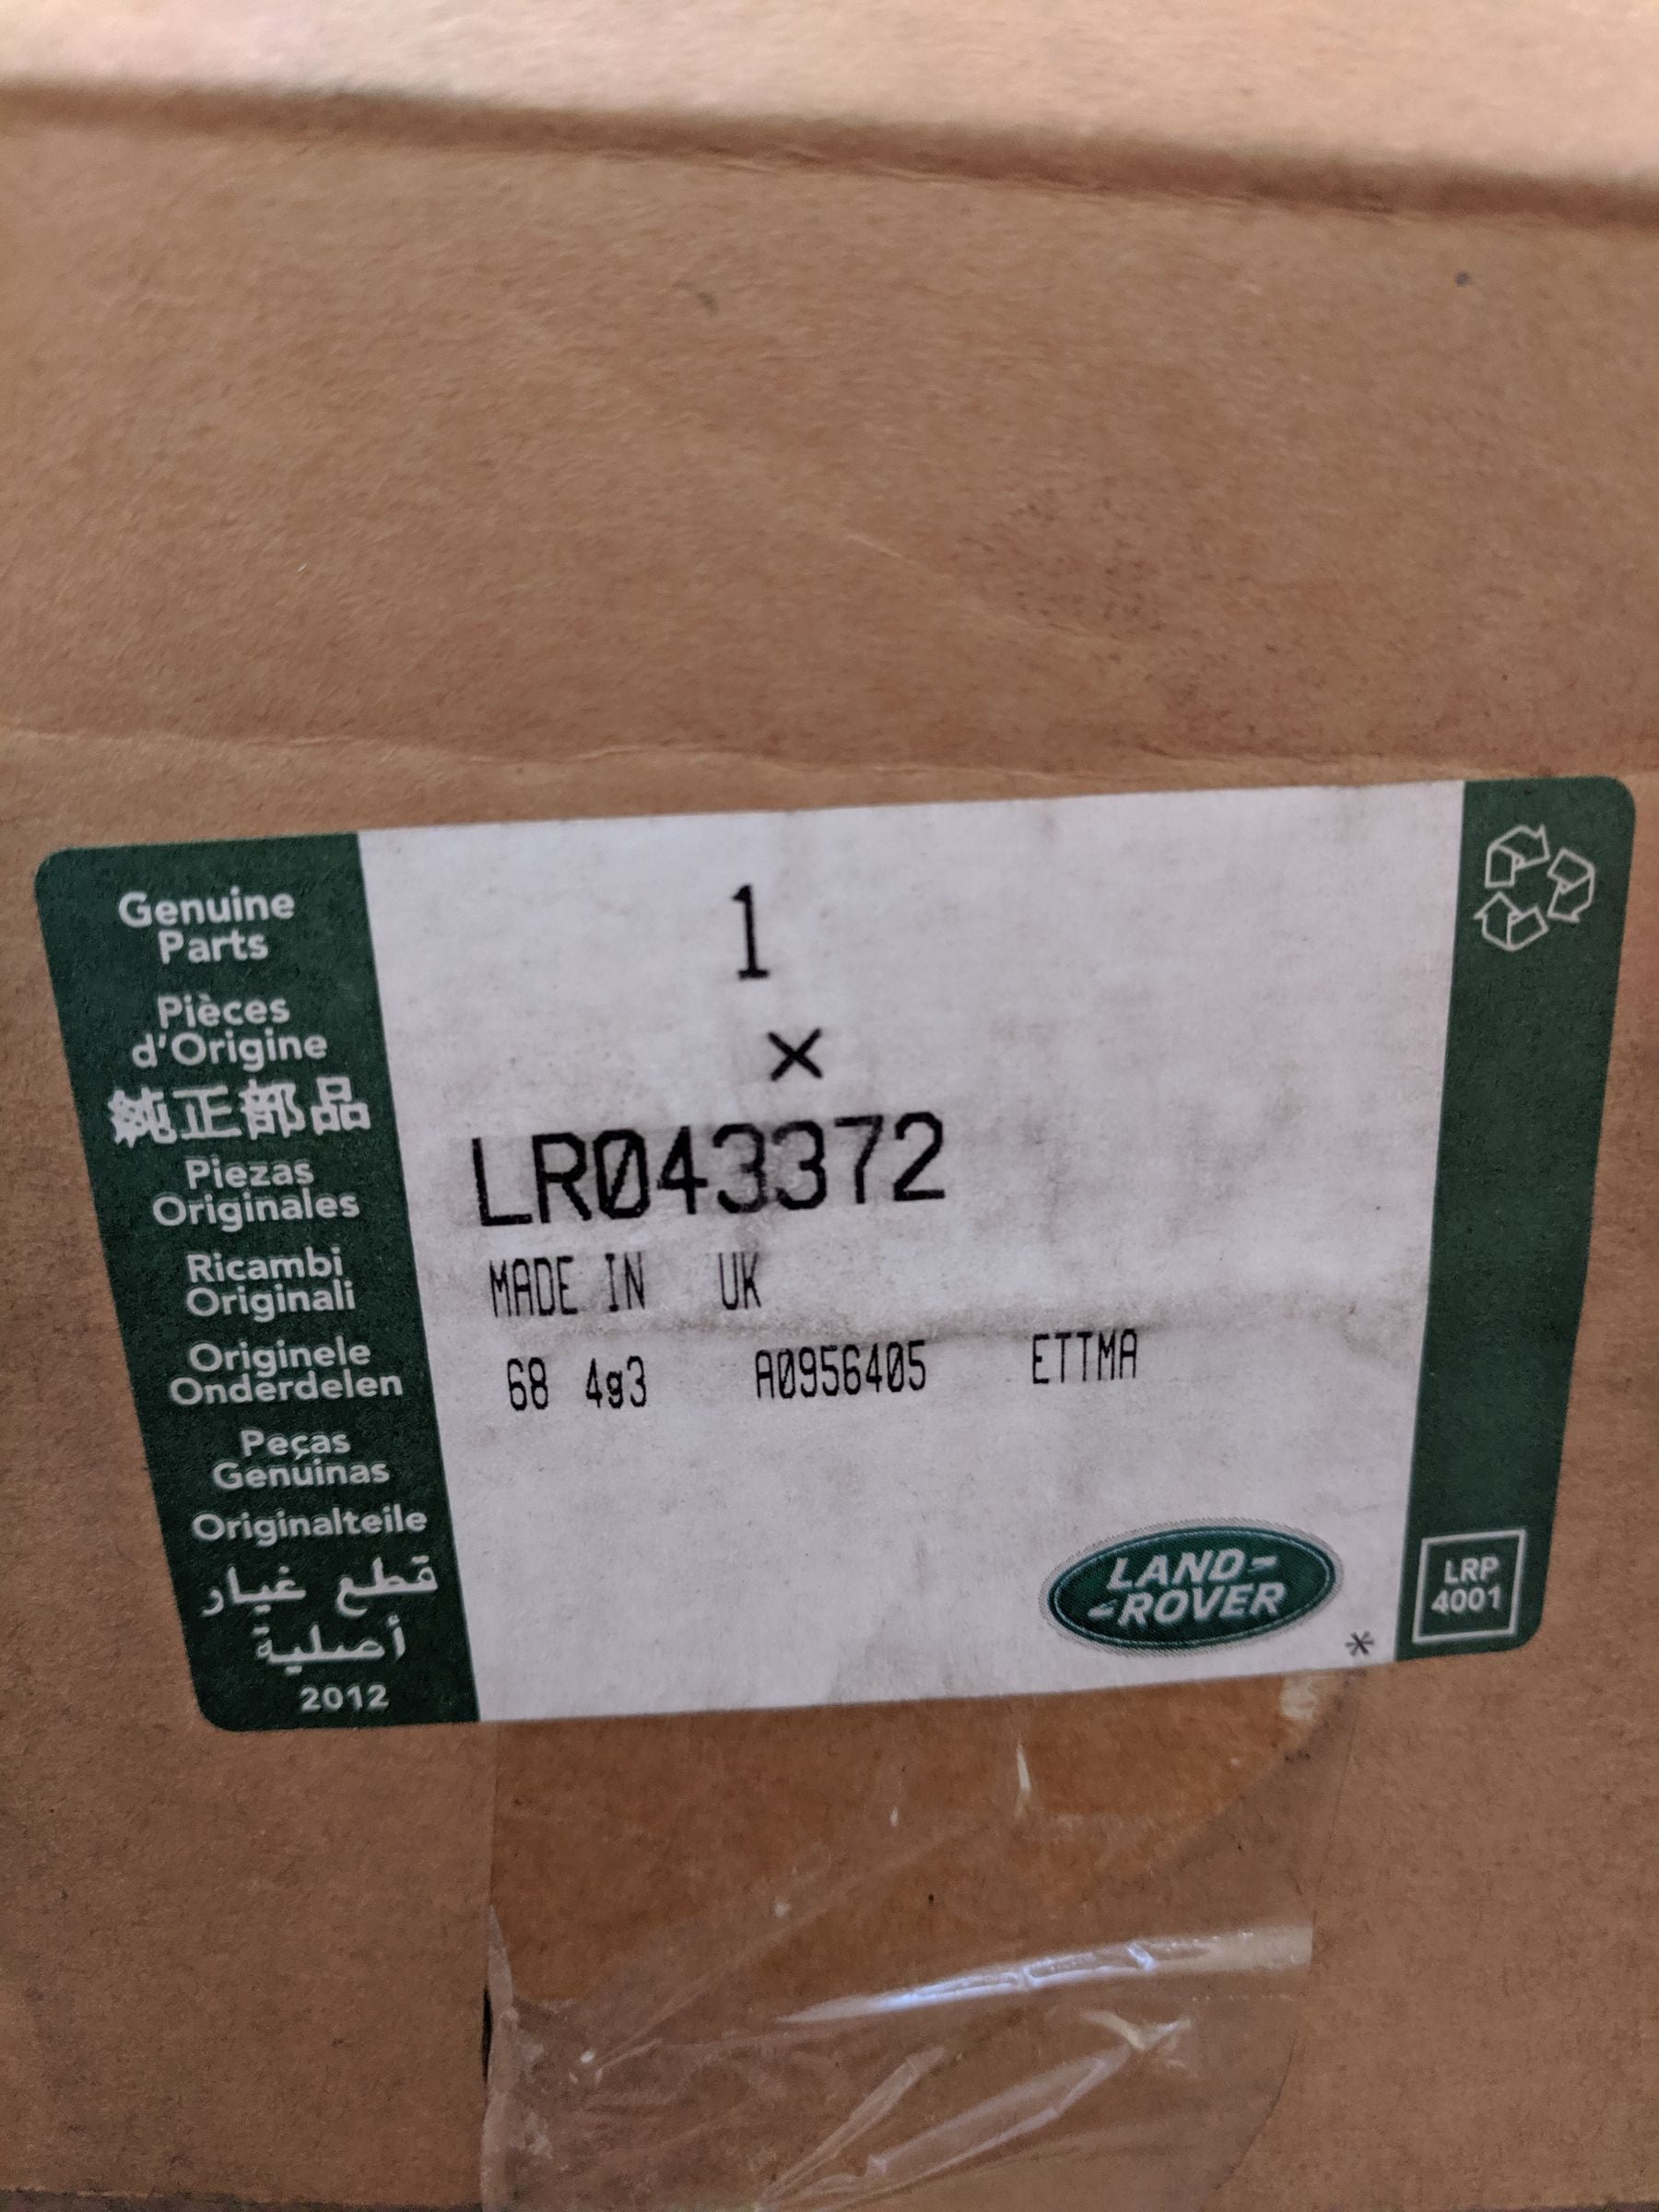 Genuine
Parts
Pièces
d'Origine
純正部品
Piezas
Originales
Ricambi
Originali
Originele
Onderdelen
Peças
Genuinas
Originalteile
قطع غيار
أصلية
2012
1
×
LR043372
MADE IN UK
68 4g3 A0956405 ETTMA
LAND-
-ROVER
*
LRP
4001